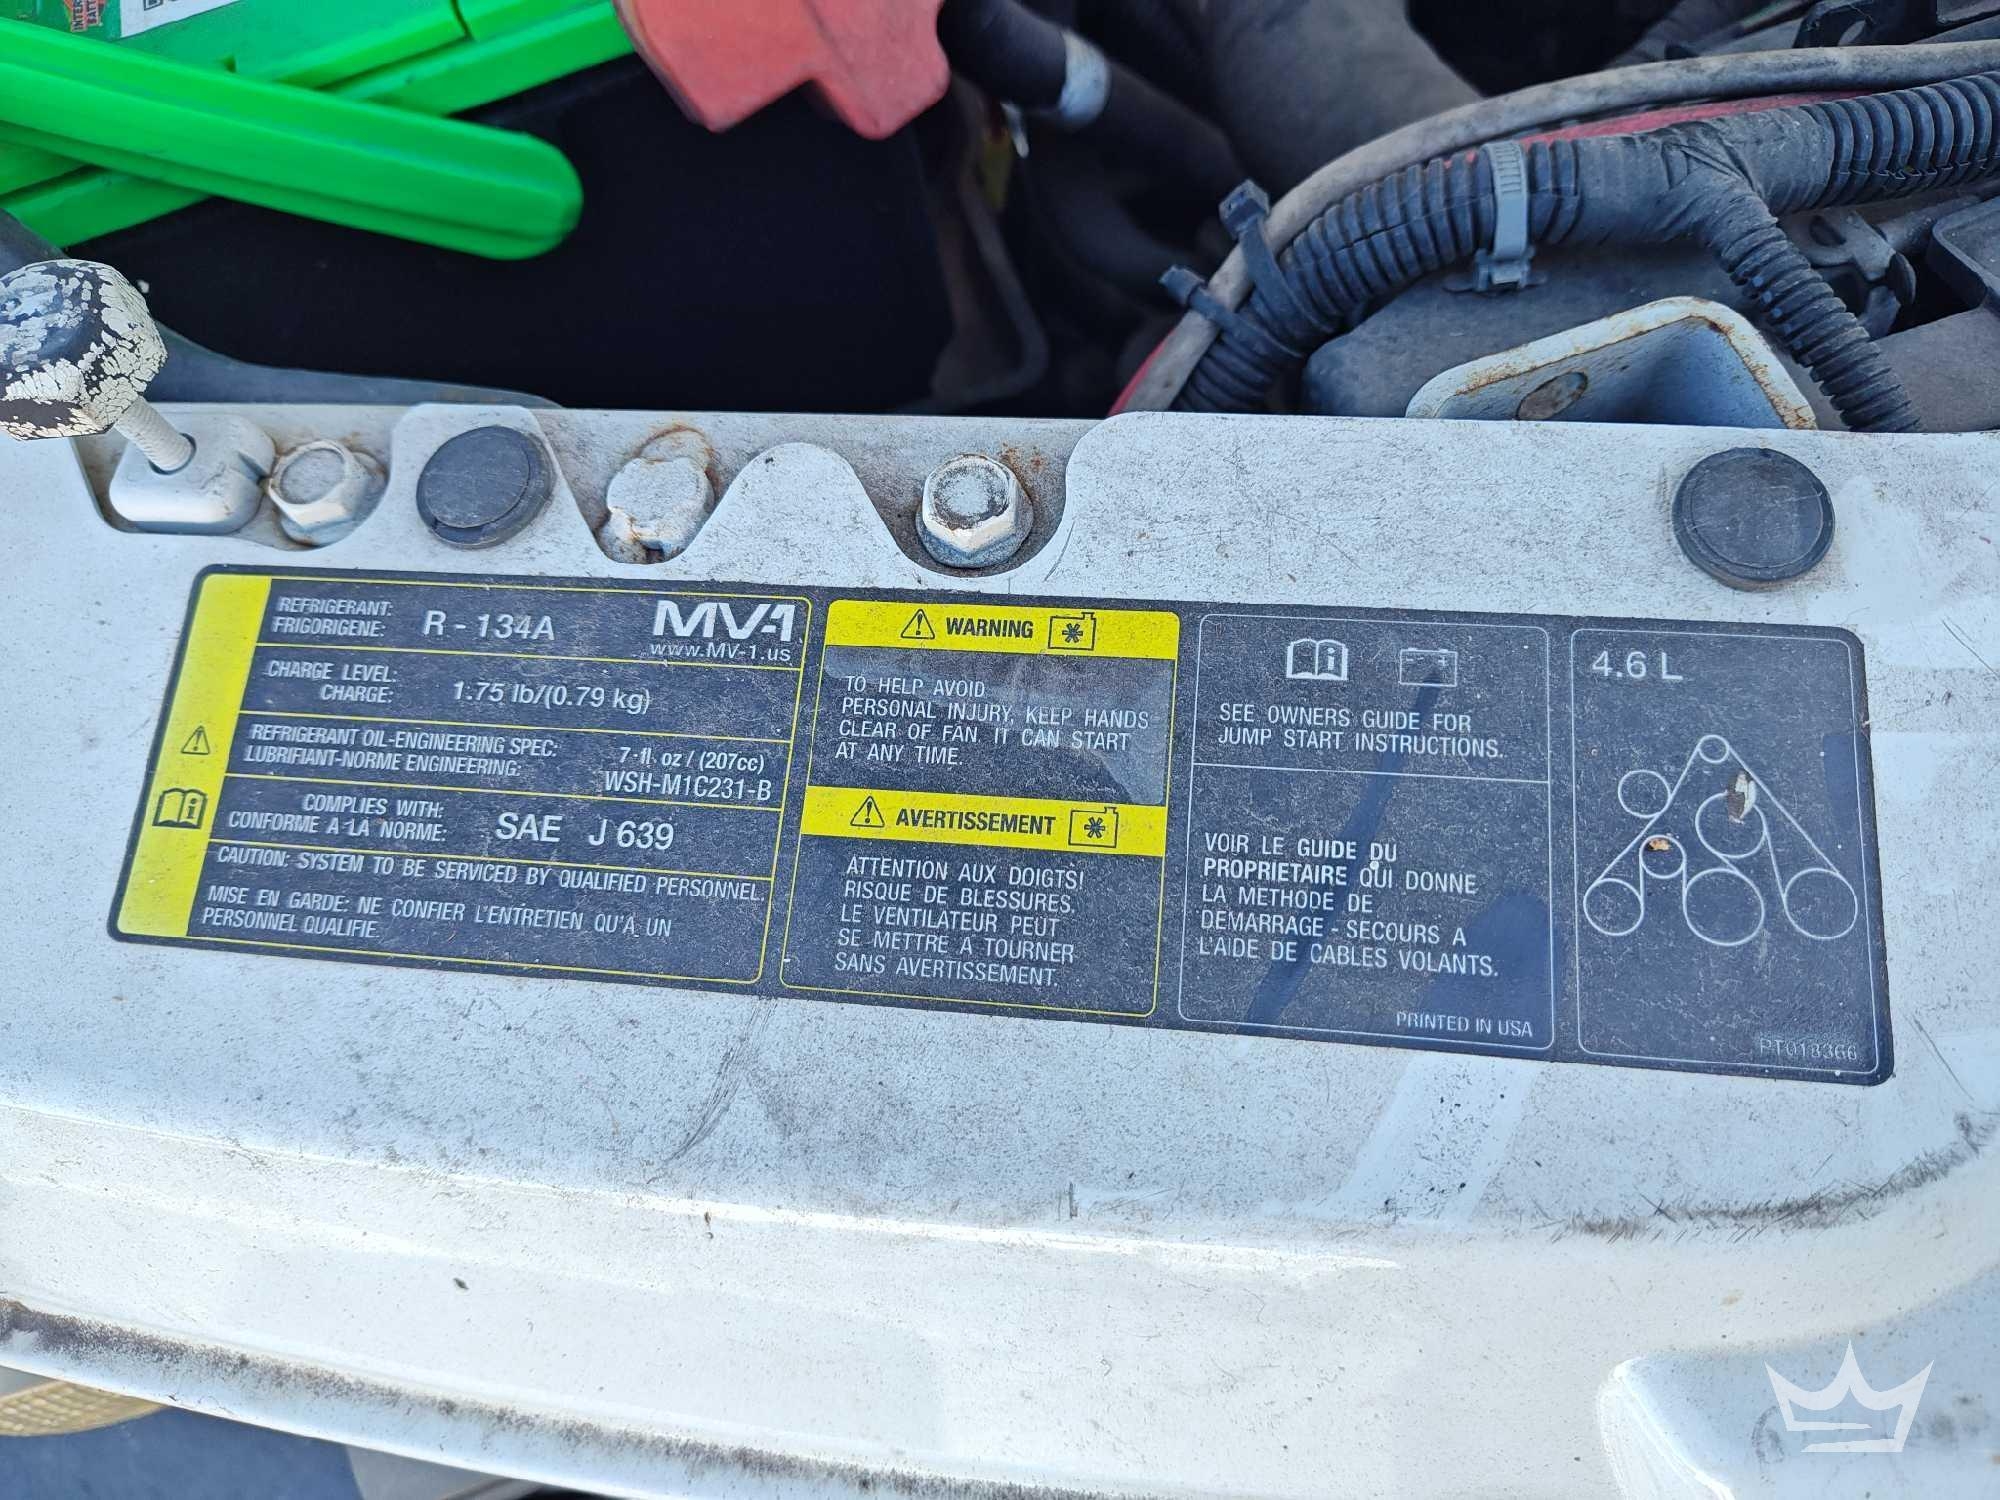 REFRIGERANT:
FRIGORIGENE:
R - 134A
MV-1
www.MV-1.us
CHARGE LEVEL:
CHARGE:
1.75 lb/(0.79 kg)
REFRIGERANT OIL-ENGINEERING SPEC:
LUBRIFIANT-NORME ENGINEERING:
7 fl. oz / (207cc)
WSH-M1C231-B
COMPLIES WITH:
CONFORME A LA NORME:
SAE J 639
CAUTION: SYSTEM TO BE SERVICED BY QUALIFIED PERSONNEL.
MISE EN GARDE: NE CONFIER L'ENTRETIEN QU'A UN
PERSONNEL QUALIFIE.
WARNING
TO HELP AVOID
PERSONAL INJURY, KEEP HANDS
CLEAR OF FAN. IT CAN START
AT ANY TIME.
AVERTISSEMENT
ATTENTION AUX DOIGTS!
RISQUE DE BLESSURES.
LE VENTILATEUR PEUT
SE METTRE A TOURNER
SANS AVERTISSEMENT.
SEE OWNERS GUIDE FOR
JUMP START INSTRUCTIONS.
VOIR LE GUIDE DU
PROPRIETAIRE QUI DONNE
LA METHODE DE
DEMARRAGE - SECOURS A
L'AIDE DE CABLES VOLANTS.
PRINTED IN USA
4.6 L
PT018366